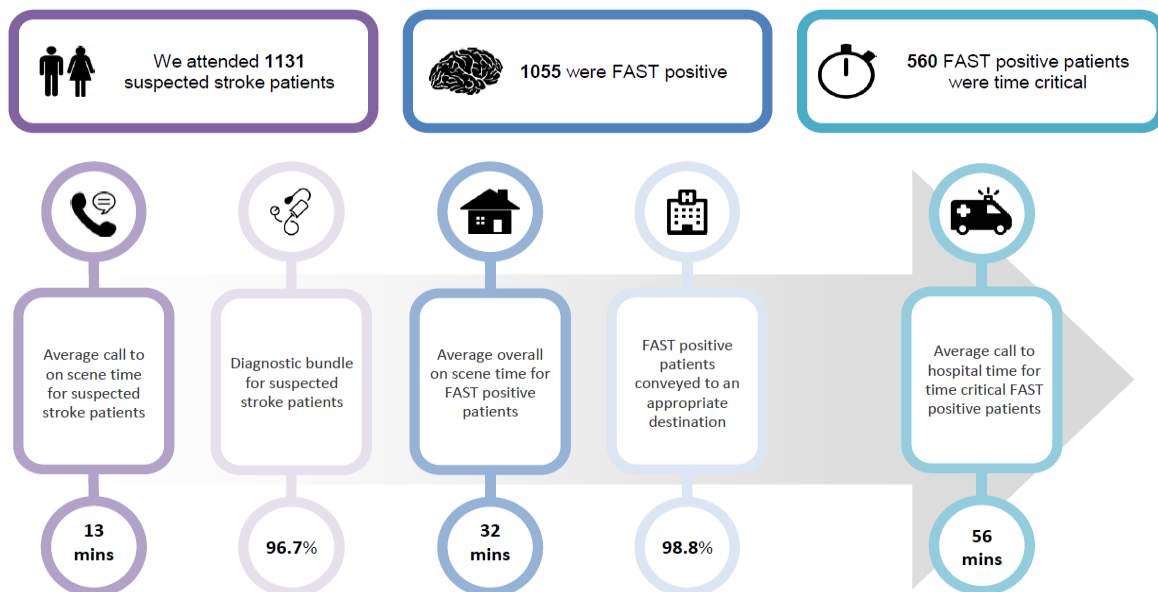 We attended 1131
suspected stroke patients
1055 were FAST positive
560 FAST positive patients
were time critical
H
Average call to
on scene time
for suspected
stroke patients
Diagnostic bundle
for suspected
stroke patients
Average overall
on scene time for
FAST positive
patients
FAST positive
patients
conveyed to an
appropriate
destination
Average call to
hospital time for
time critical FAST
positive patients
13
mins
96.7%
32
mins
98.8%
56
mins